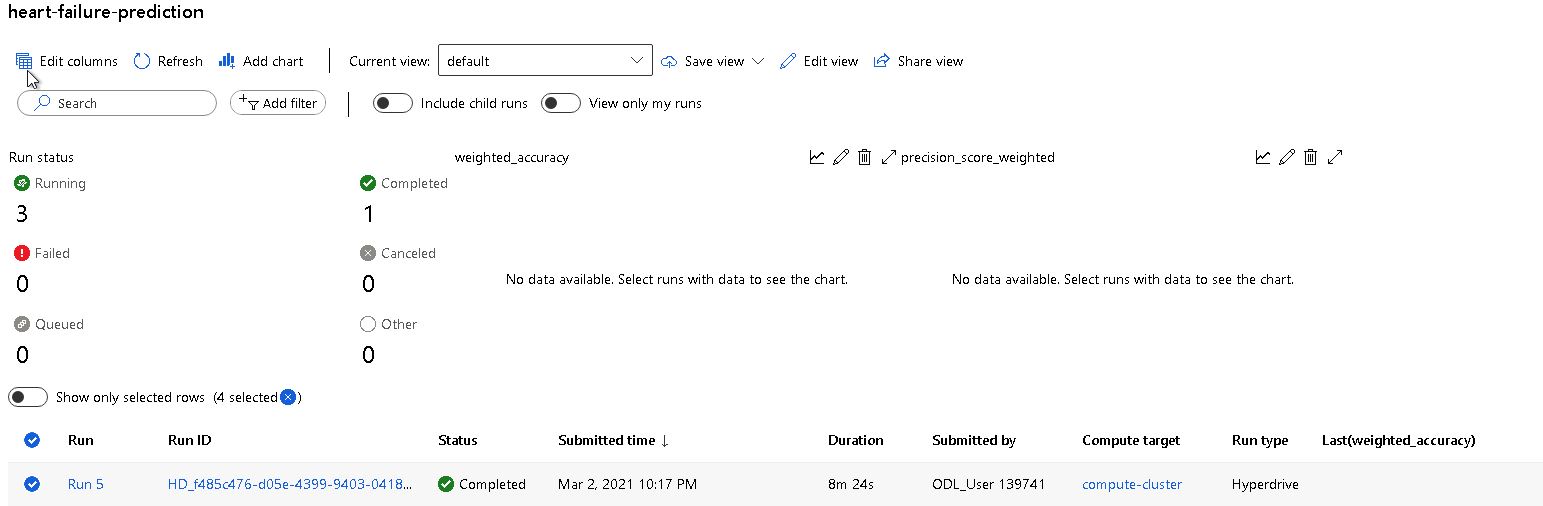 heart-failure-prediction
Edit columns Refresh Add chart Current view: default Save view Edit view Share view
Search Add filter Include child runs View only my runs
Run status weighted_accuracy precision_score_weighted
Running Completed
3 1
Failed Canceled
0 0 No data available. Select runs with data to see the chart. No data available. Select runs with data to see the chart.
Queued Other
0 0
Show only selected rows (4 selected )
Run Run ID Status Submitted time ↓ Duration Submitted by Compute target Run type Last(weighted_accuracy)
Run 5 HD_f485c476-d05e-4399-9403-0418... Completed Mar 2, 2021 10:17 PM 8m 24s ODL_User 139741 compute-cluster Hyperdrive